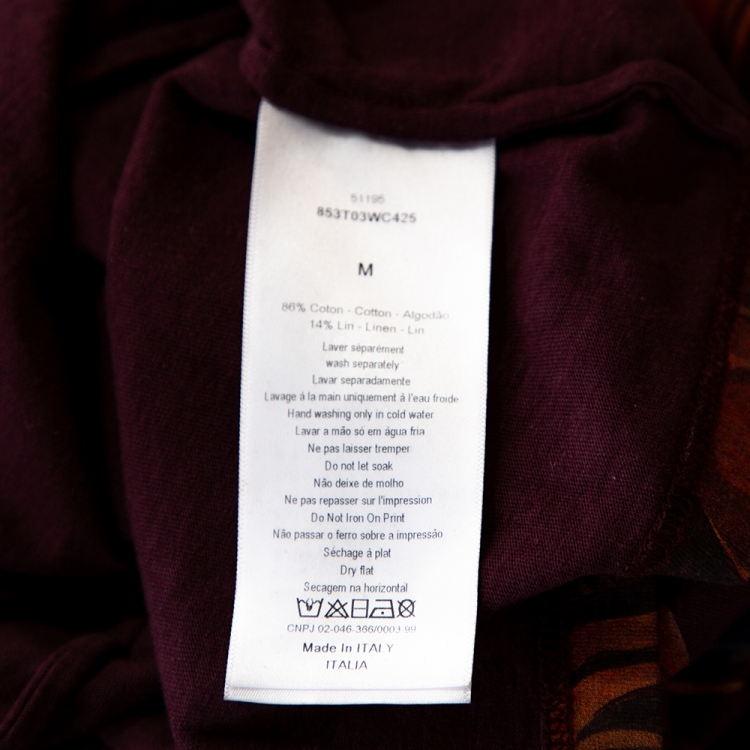 51195
853T03WC425
M
86% Coton - Cotton - Algodão
14% Lin - Linen - Lin
Laver séparément
wash separately
Lavar separadamente
Lavage à la main uniquement à l'eau froide
Hand washing only in cold water
Lavar a mão só em água fria
Ne pas laisser tremper
Do not let soak
Não deixe de molho
Ne pas repasser sur l'impression
Do Not Iron On Print
Não passar o ferro sobre a impressão
Séchage à plat
Dry flat
Secagem na horizontal
CNPJ 02-046-366/0003-99
Made In ITALY
ITALIA